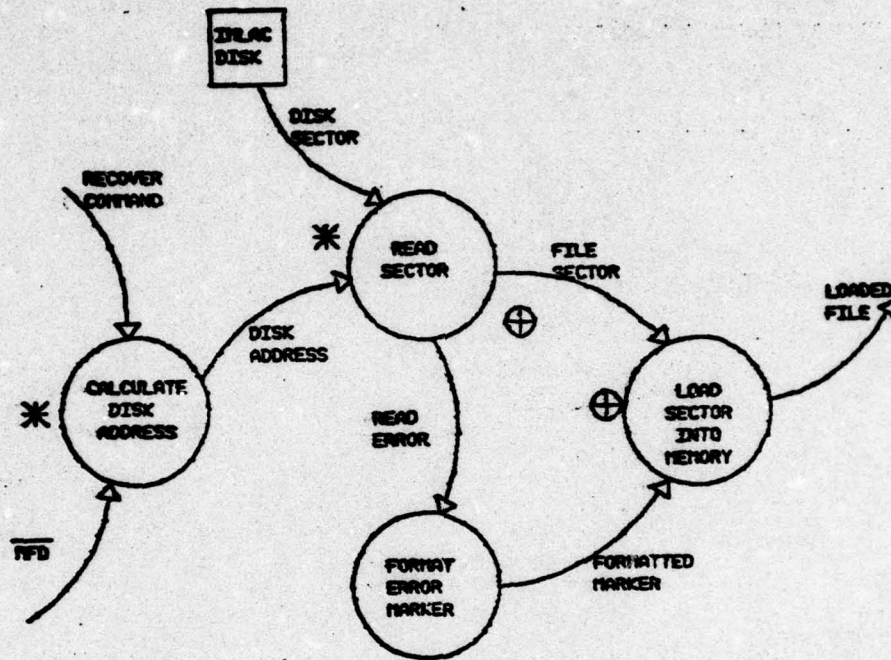 IMLAC
DISK
DISK
SECTOR
RECOVER
COMMAND
READ
SECTOR
FILE
SECTOR
LOADED
FILE
DISK
ADDRESS
CALCULATE
DISK
ADDRESS
LOAD
SECTOR
INTO
MEMORY
READ
ERROR
MFD
FORMAT
ERROR
MARKER
FORMATTED
MARKER